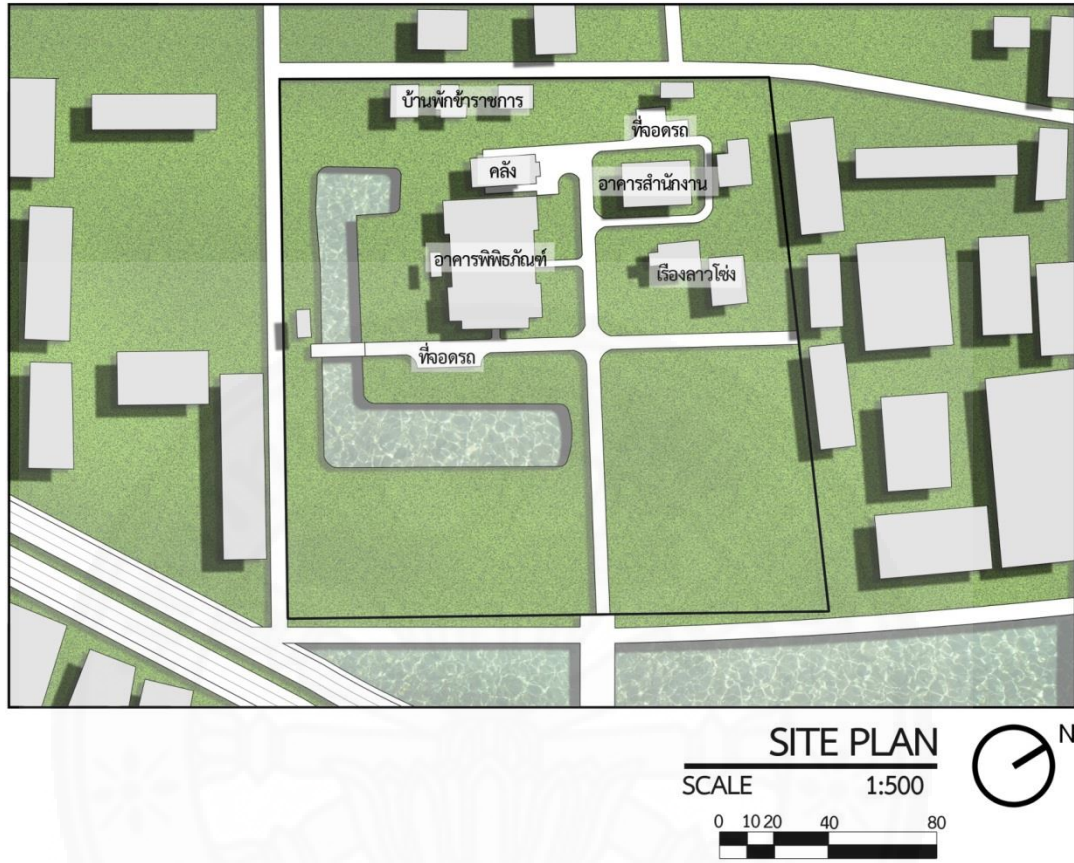 บ้านพักข้าราชการ
ที่จอดรถ
คลัง
อาคารสำนักงาน
อาคารพิพิธภัณฑ์
เรือนลาวโซ่ง
ที่จอดรถ
SITE PLAN
N
SCALE 1:500
0 10 20 40 80